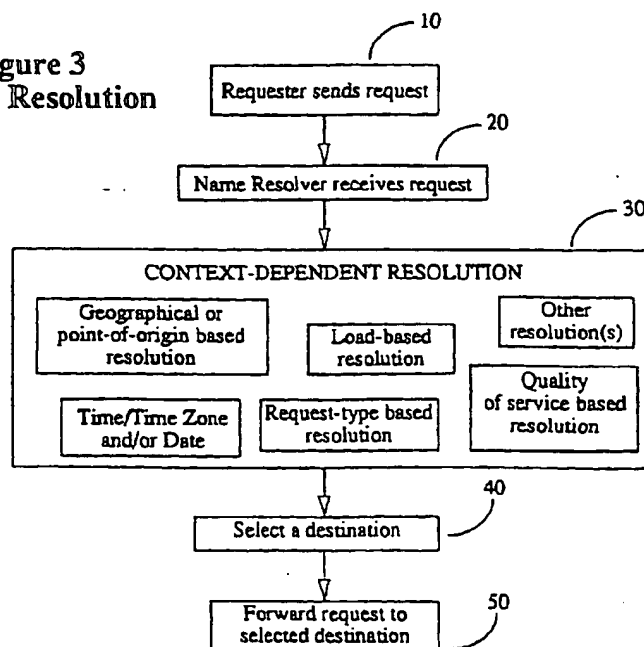 gure 3
Resolution
10
Requester sends request
20
Name Resolver receives request
30
CONTEXT-DEPENDENT RESOLUTION
Geographical or
point-of-origin based
resolution
Load-based
resolution
Other
resolution(s)
Time/Time Zone
and/or Date
Request-type based
resolution
Quality
of service based
resolution
40
Select a destination
50
Forward request to
selected destination